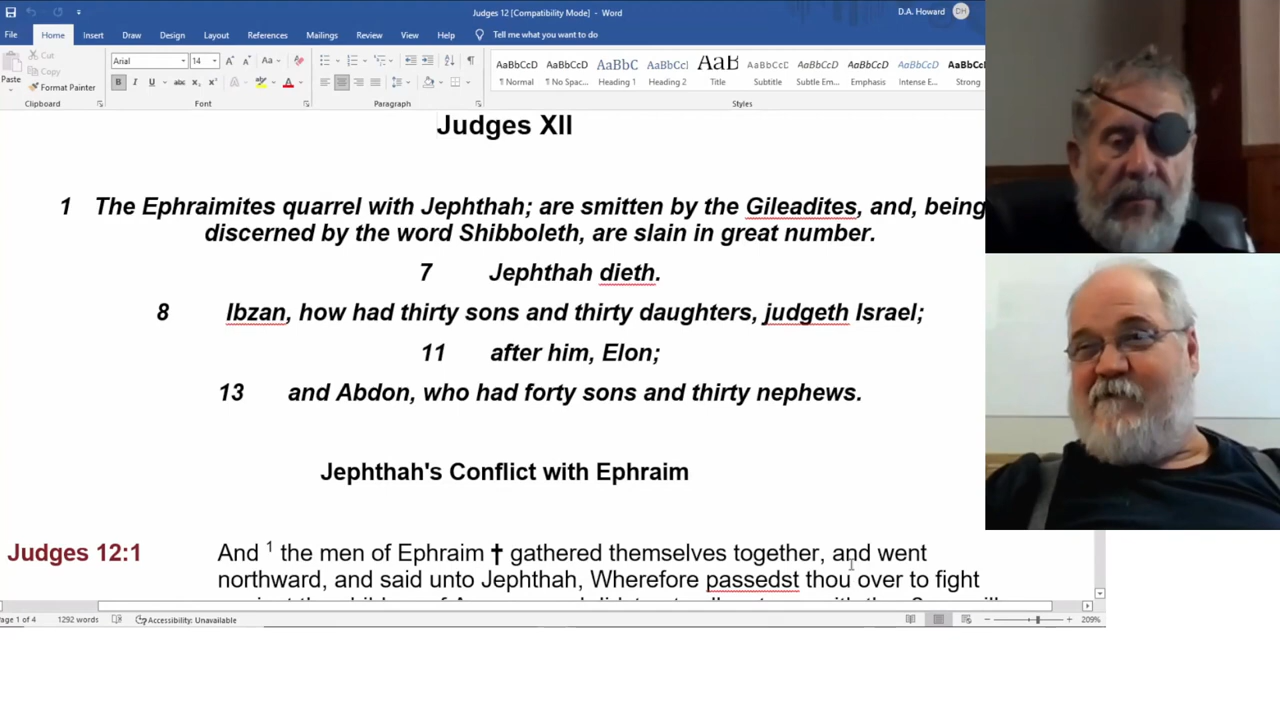 Judges 12 [Compatibility Mode] - Word
D.A. Howard
DH
File Home Insert Draw Design Layout References Mailings Review View Help Tell me what you want to do
Paste
Cut
Copy
Format Painter
Arial 14
Aa
B I U
A
AaBbCcD AaBbCcD AaBbC AaBbCcI AaB AaBbCcD AaBbCcD AaBbCcD AaBbCcD AaBbCcD
¶ Normal ¶ No Spac... Heading 1 Heading 2 Title Subtitle Subtle Em... Emphasis Intense E... Strong
Clipboard Font Paragraph Styles
Judges XII
1 The Ephraimites quarrel with Jephthah; are smitten by the Gileadites, and, being
discerned by the word Shibboleth, are slain in great number.
7 Jephthah dieth.
8 Ibzan, how had thirty sons and thirty daughters, judgeth Israel;
11 after him, Elon;
13 and Abdon, who had forty sons and thirty nephews.
Jephthah's Conflict with Ephraim
Judges 12:1 And 1 the men of Ephraim ✝ gathered themselves together, and went
northward, and said unto Jephthah, Wherefore passedst thou over to fight
age 1 of 4 1292 words Accessibility: Unavailable 209%